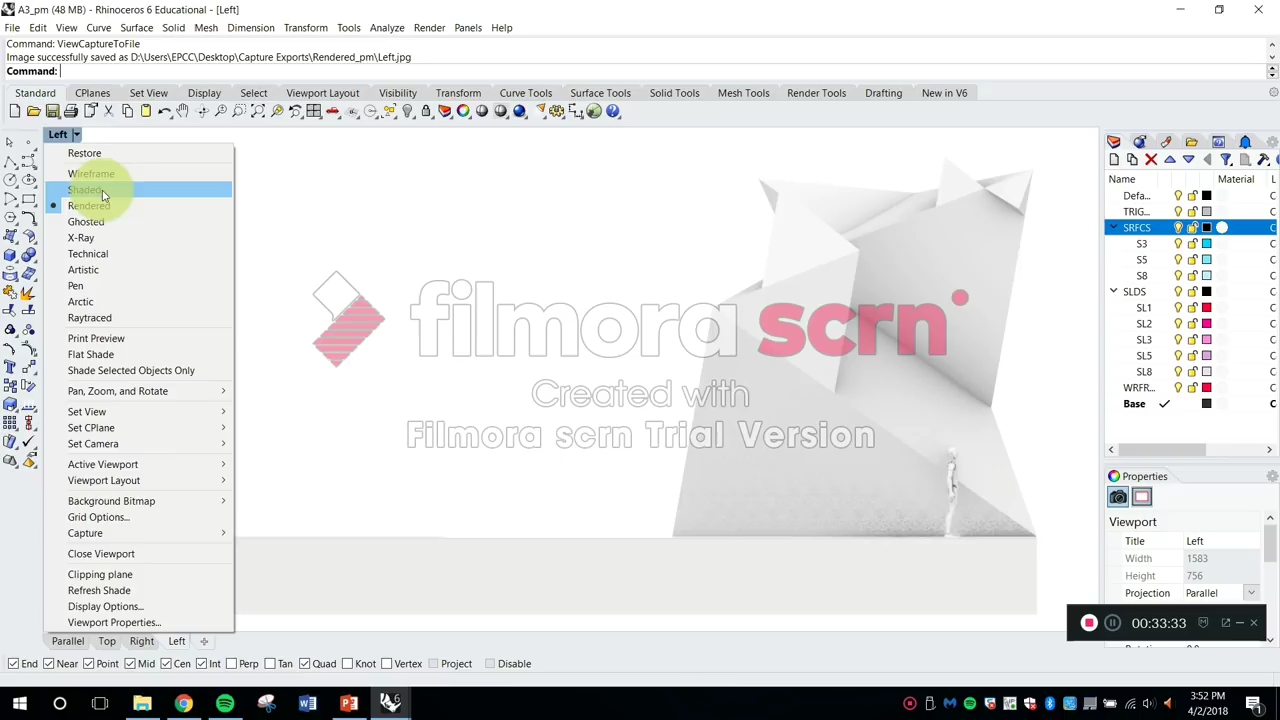 A3_pm (48 MB) - Rhinoceros 6 Educational - [Left]
File Edit View Curve Surface Solid Mesh Dimension Transform Tools Analyze Render Panels Help
Command: ViewCaptureToFile
Image successfully saved as D:\Users\EPCC\Desktop\Capture Exports\Rendered_pm\Left.jpg
Command:
Standard CPlanes Set View Display Select Viewport Layout Visibility Transform Curve Tools Surface Tools Solid Tools Mesh Tools Render Tools Drafting New in V6
Left
Restore
Wireframe
Shaded
Rendered
Ghosted
X-Ray
Technical
Artistic
Pen
Arctic
Raytraced
Print Preview
Flat Shade
Shade Selected Objects Only
Pan, Zoom, and Rotate
Set View
Set CPlane
Set Camera
Active Viewport
Viewport Layout
Background Bitmap
Grid Options...
Capture
Close Viewport
Clipping plane
Refresh Shade
Display Options...
Viewport Properties...
filmora scrn
Created with
Filmora scrn Trial Version
Name Material L
Defa...
TRIG...
SRFCS
S3
S5
S8
SLDS
SL1
SL2
SL3
SL5
SL8
WRFR...
Base
Properties
Viewport
Title Left
Width 1583
Height 756
Projection Parallel
00:33:33
Parallel Top Right Left
End Near Point Mid Cen Int Perp Tan Quad Knot Vertex Project Disable
3:52 PM
4/2/2018